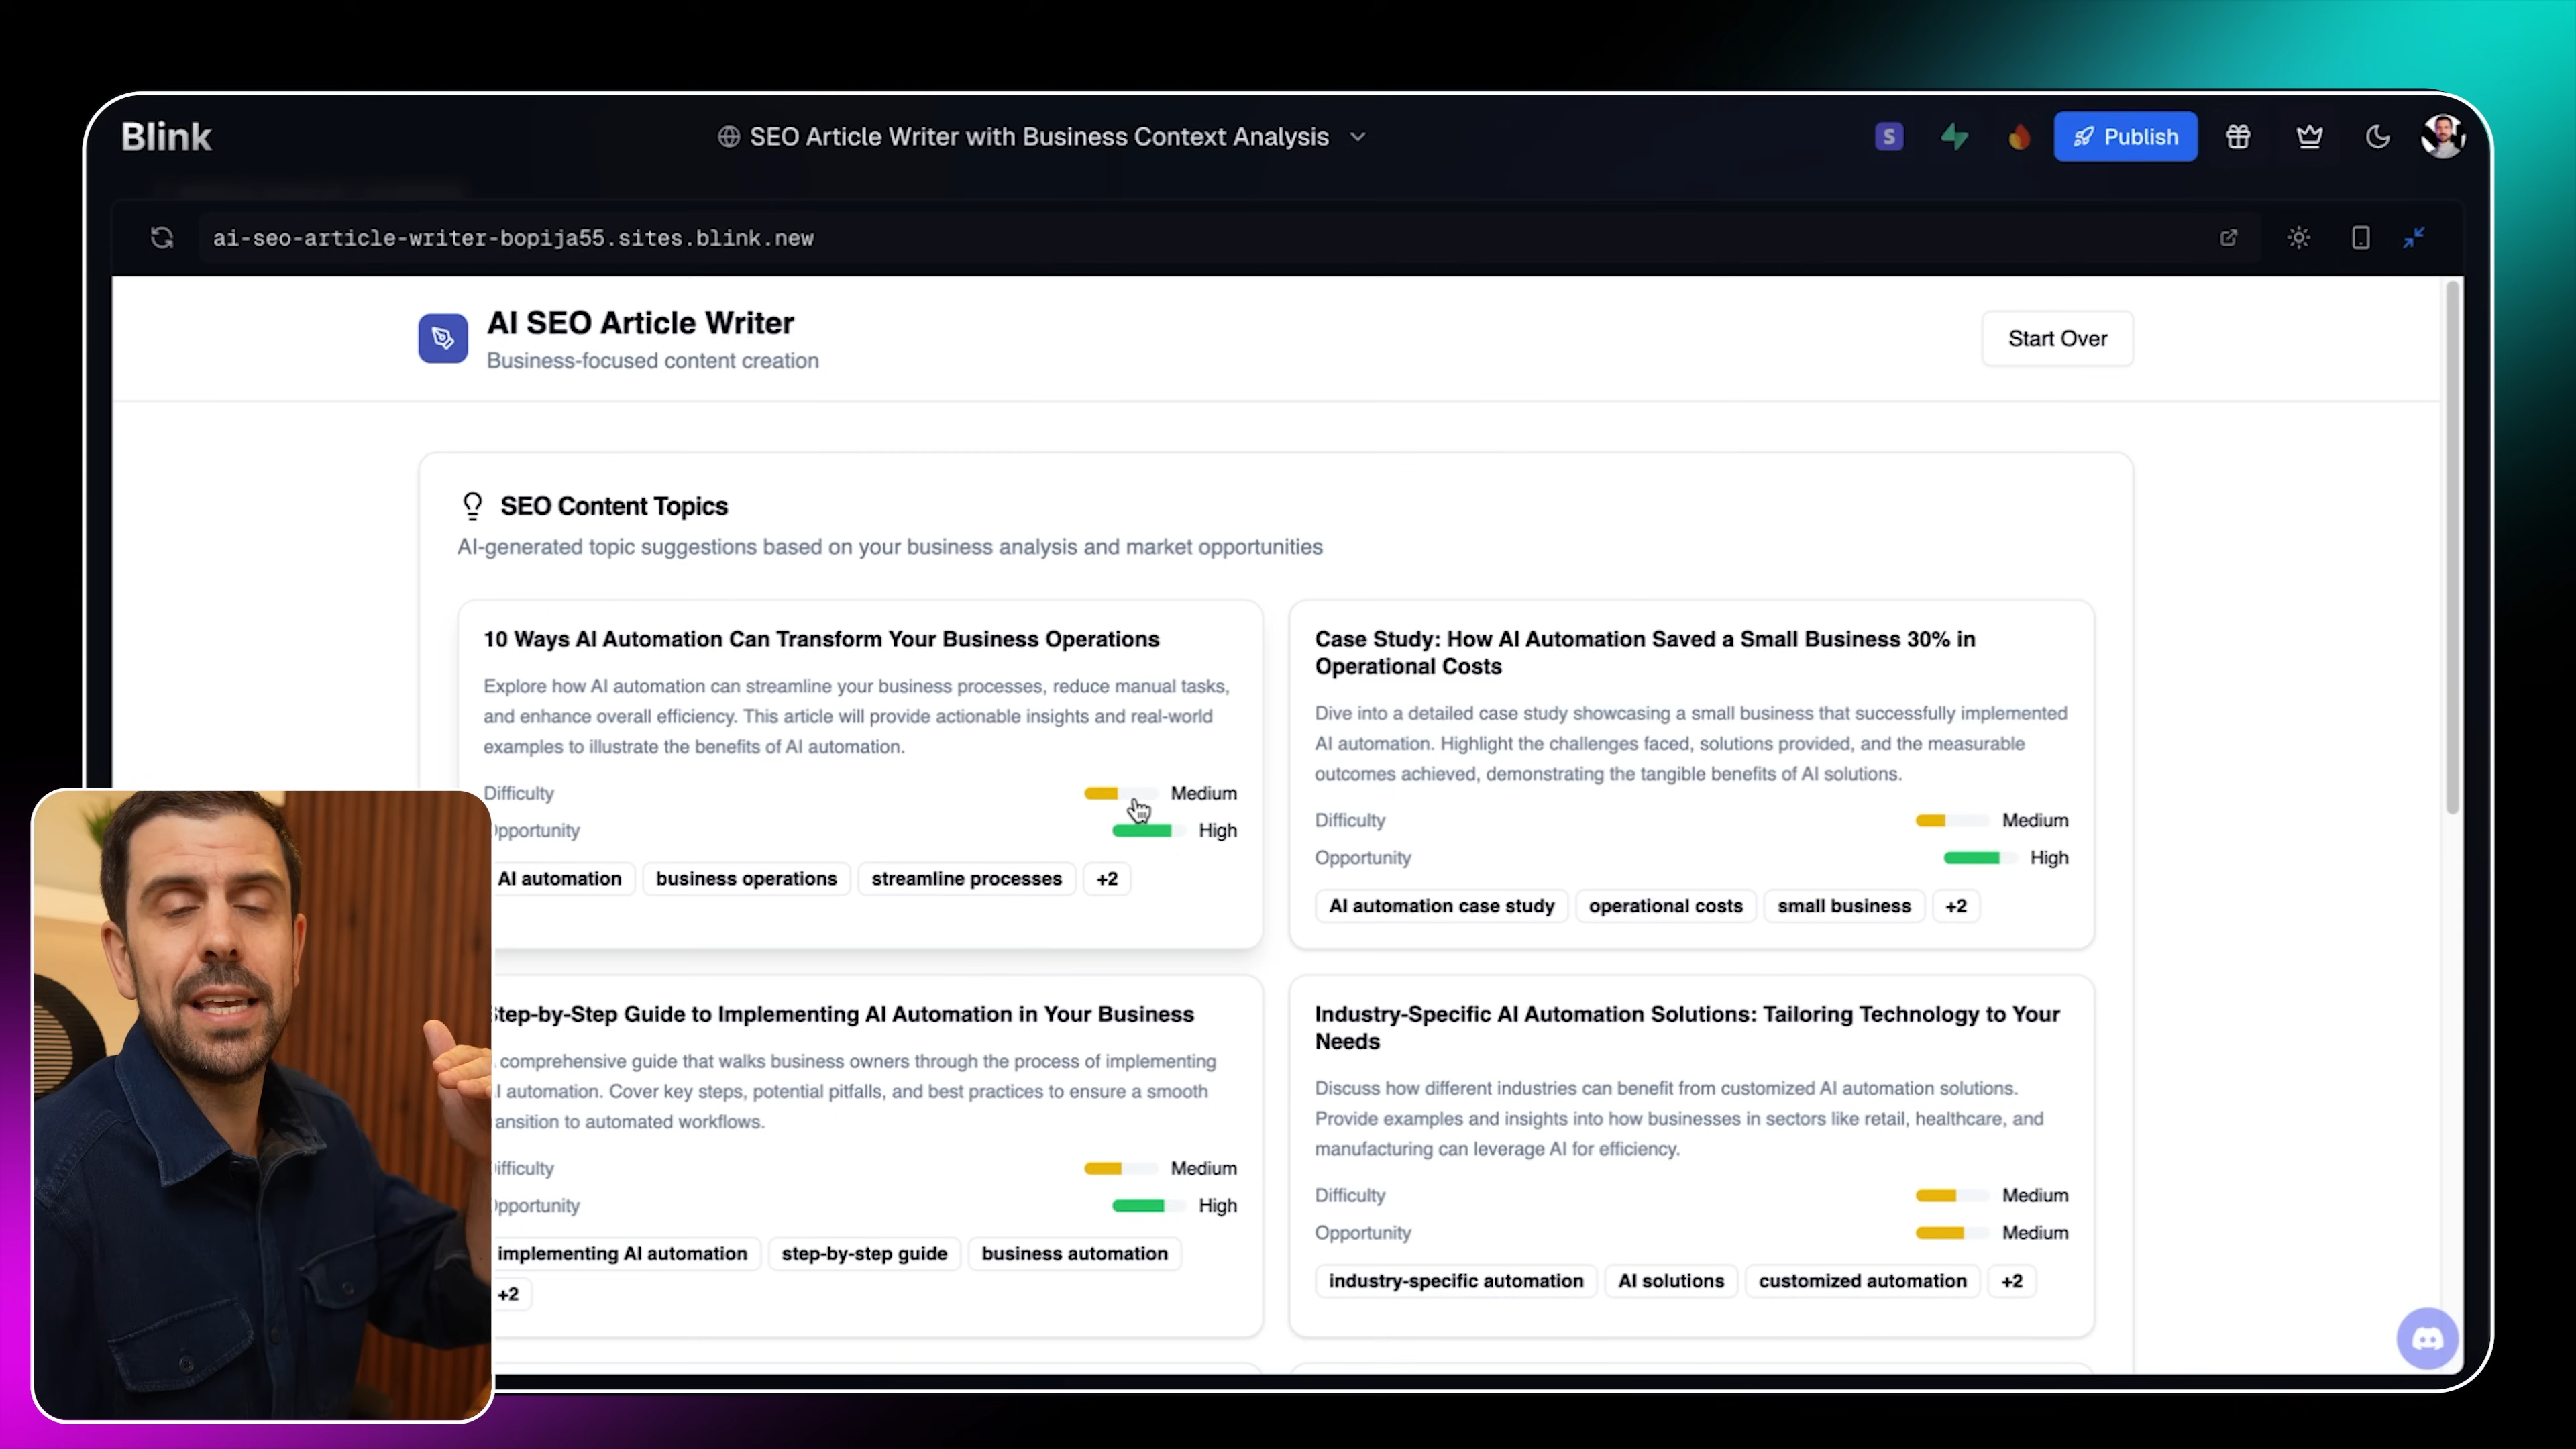 Blink
SEO Article Writer with Business Context Analysis
S
Publish
ai-seo-article-writer-bopija55.sites.blink.new
AI SEO Article Writer
Business-focused content creation
Start Over
SEO Content Topics
AI-generated topic suggestions based on your business analysis and market opportunities
10 Ways AI Automation Can Transform Your Business Operations
Explore how AI automation can streamline your business processes, reduce manual tasks,
and enhance overall efficiency. This article will provide actionable insights and real-world
examples to illustrate the benefits of AI automation.
Difficulty
Medium
pportunity
High
AI automation
business operations
streamline processes
+2
Case Study: How AI Automation Saved a Small Business 30% in
Operational Costs
Dive into a detailed case study showcasing a small business that successfully implemented
AI automation. Highlight the challenges faced, solutions provided, and the measurable
outcomes achieved, demonstrating the tangible benefits of AI solutions.
Difficulty
Medium
Opportunity
High
AI automation case study
operational costs
small business
+2
Step-by-Step Guide to Implementing AI Automation in Your Business
comprehensive guide that walks business owners through the process of implementing
I automation. Cover key steps, potential pitfalls, and best practices to ensure a smooth
ansition to automated workflows.
ifficulty
Medium
pportunity
High
implementing AI automation
step-by-step guide
business automation
+2
Industry-Specific AI Automation Solutions: Tailoring Technology to Your
Needs
Discuss how different industries can benefit from customized AI automation solutions.
Provide examples and insights into how businesses in sectors like retail, healthcare, and
manufacturing can leverage AI for efficiency.
Difficulty
Medium
Opportunity
Medium
industry-specific automation
AI solutions
customized automation
+2